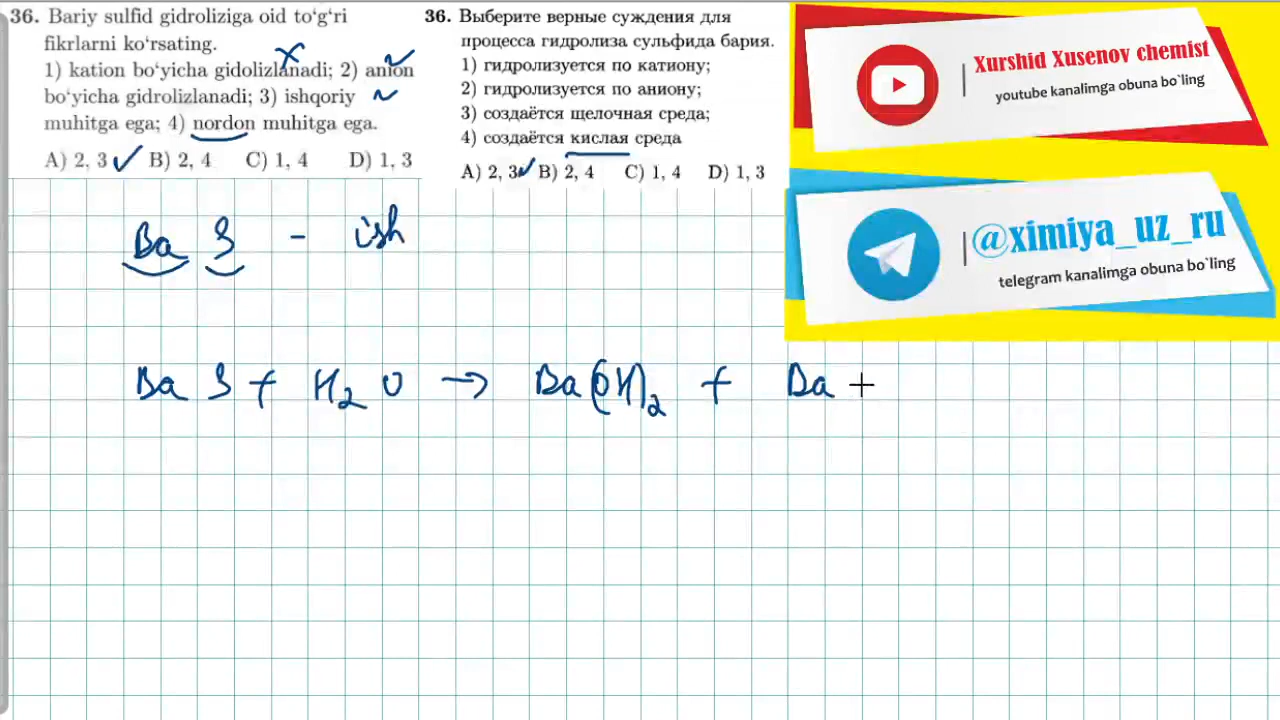 36. Bariy sulfid gidroliziga oid to‘g‘ri
fikrlarni ko‘rsating.
1) kation bo‘yicha gidolizlanadi; 2) anion
bo‘yicha gidrolizlanadi; 3) ishqoriy
muhitga ega; 4) nordon muhitga ega.
A) 2, 3 B) 2, 4 C) 1, 4 D) 1, 3
36. Выберите верные суждения для
процесса гидролиза сульфида бария.
1) гидролизуется по катиону;
2) гидролизуется по аниону;
3) создаётся щелочная среда;
4) создаётся кислая среда
A) 2, 3 B) 2, 4 C) 1, 4 D) 1, 3
Xurshid Xusenov chemist
youtube kanalimga obuna bo`ling
@ximiya_uz_ru
telegram kanalimga obuna bo`ling
Ba S - ish
Ba S + H2O → Ba(OH)2 + Ba